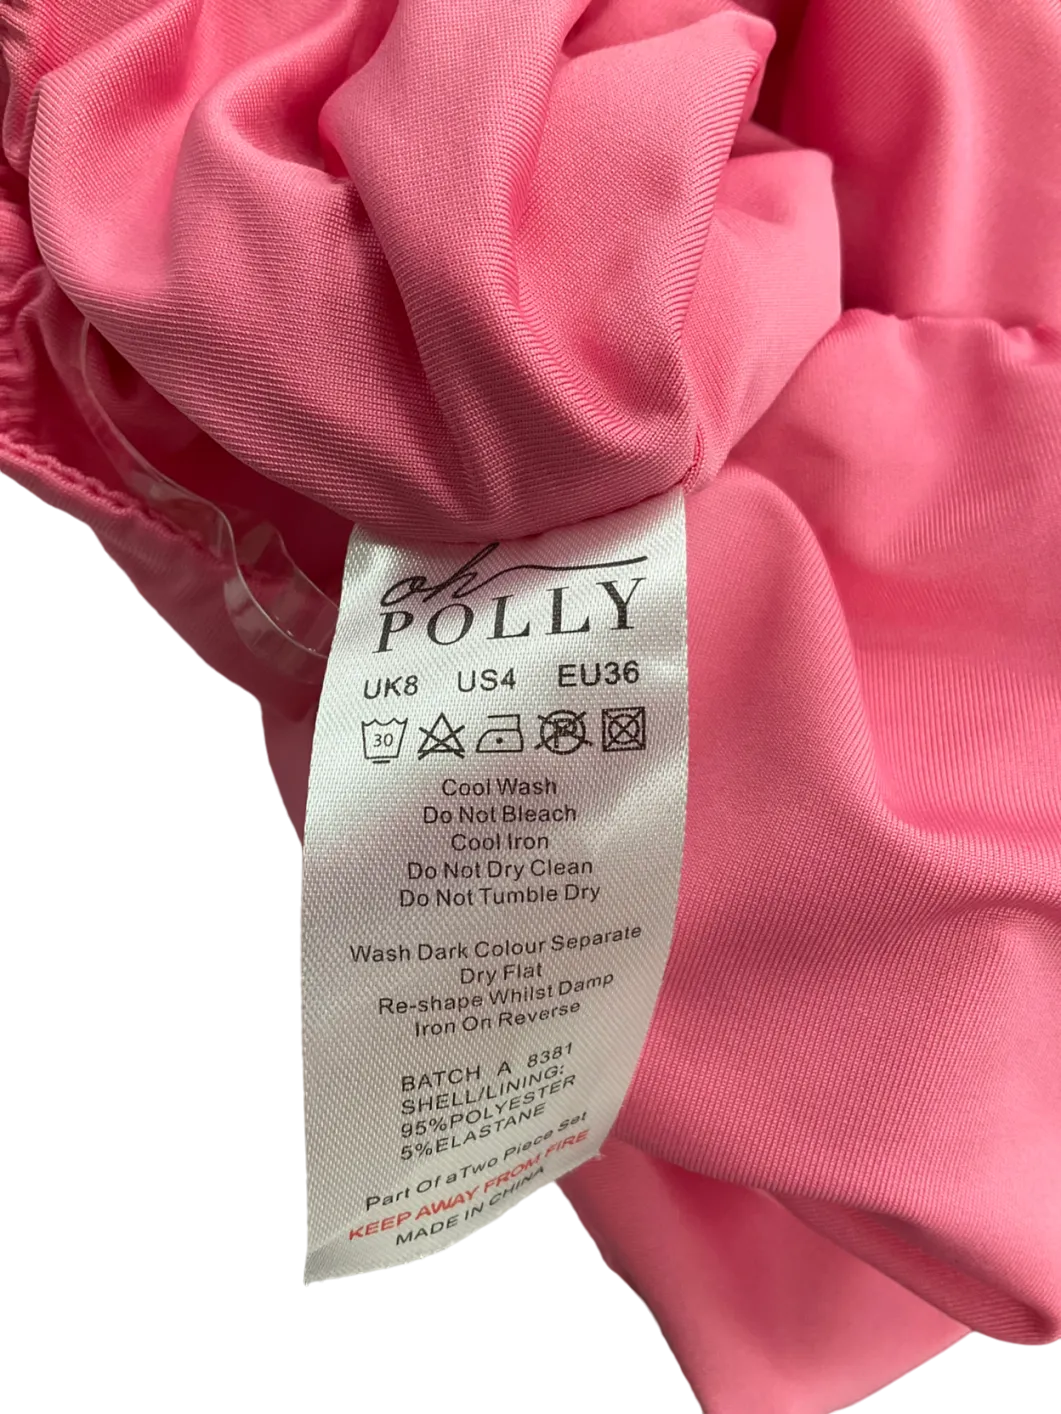 oh
POLLY
UK8 US4 EU36
30 P
Cool Wash
Do Not Bleach
Cool Iron
Do Not Dry Clean
Do Not Tumble Dry
Wash Dark Colour Separate
Dry Flat
Re-shape Whilst Damp
Iron On Reverse
BATCH A 8381
SHELL/LINING:
95%POLYESTER
5%ELASTANE
Part Of aTwo Piece Set
KEEP AWAY FROM FIRE
MADE IN CHINA